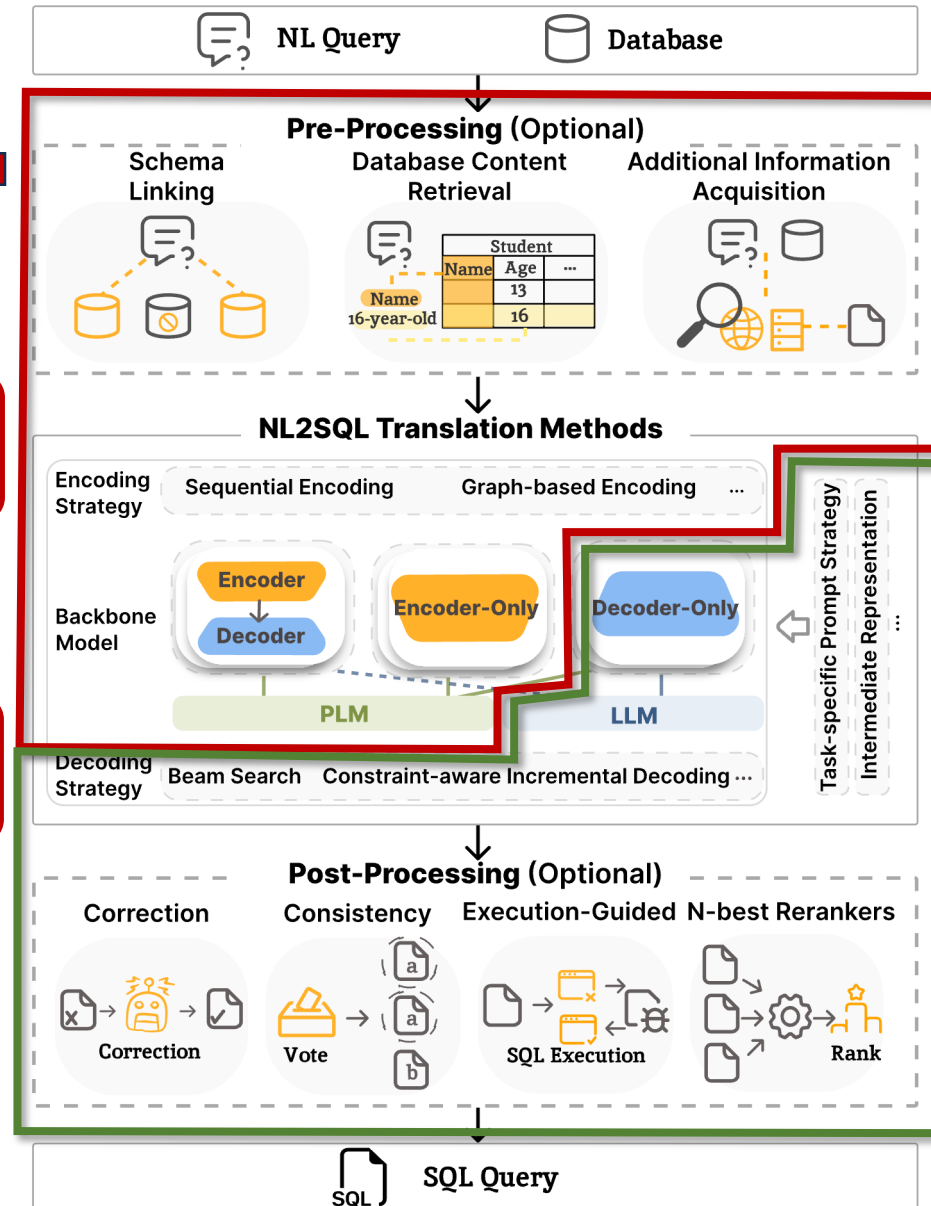 NL Query
Database
Pre-Processing (Optional)
Schema
Linking
Database Content
Retrieval
Additional Information
Acquisition
Student
Name
Age
...
13
16
Name
16-year-old
NL2SQL Translation Methods
Encoding
Strategy
Sequential Encoding
Graph-based Encoding
...
Backbone
Model
Encoder
Decoder
Encoder-Only
Decoder-Only
PLM
LLM
Decoding
Strategy
Beam Search
Constraint-aware Incremental Decoding
...
Task-specific Prompt Strategy
Intermediate Representation
...
Post-Processing (Optional)
Correction
Consistency
Execution-Guided
N-best Rerankers
Correction
Vote
a
a
b
SQL Execution
Rank
SQL
SQL Query